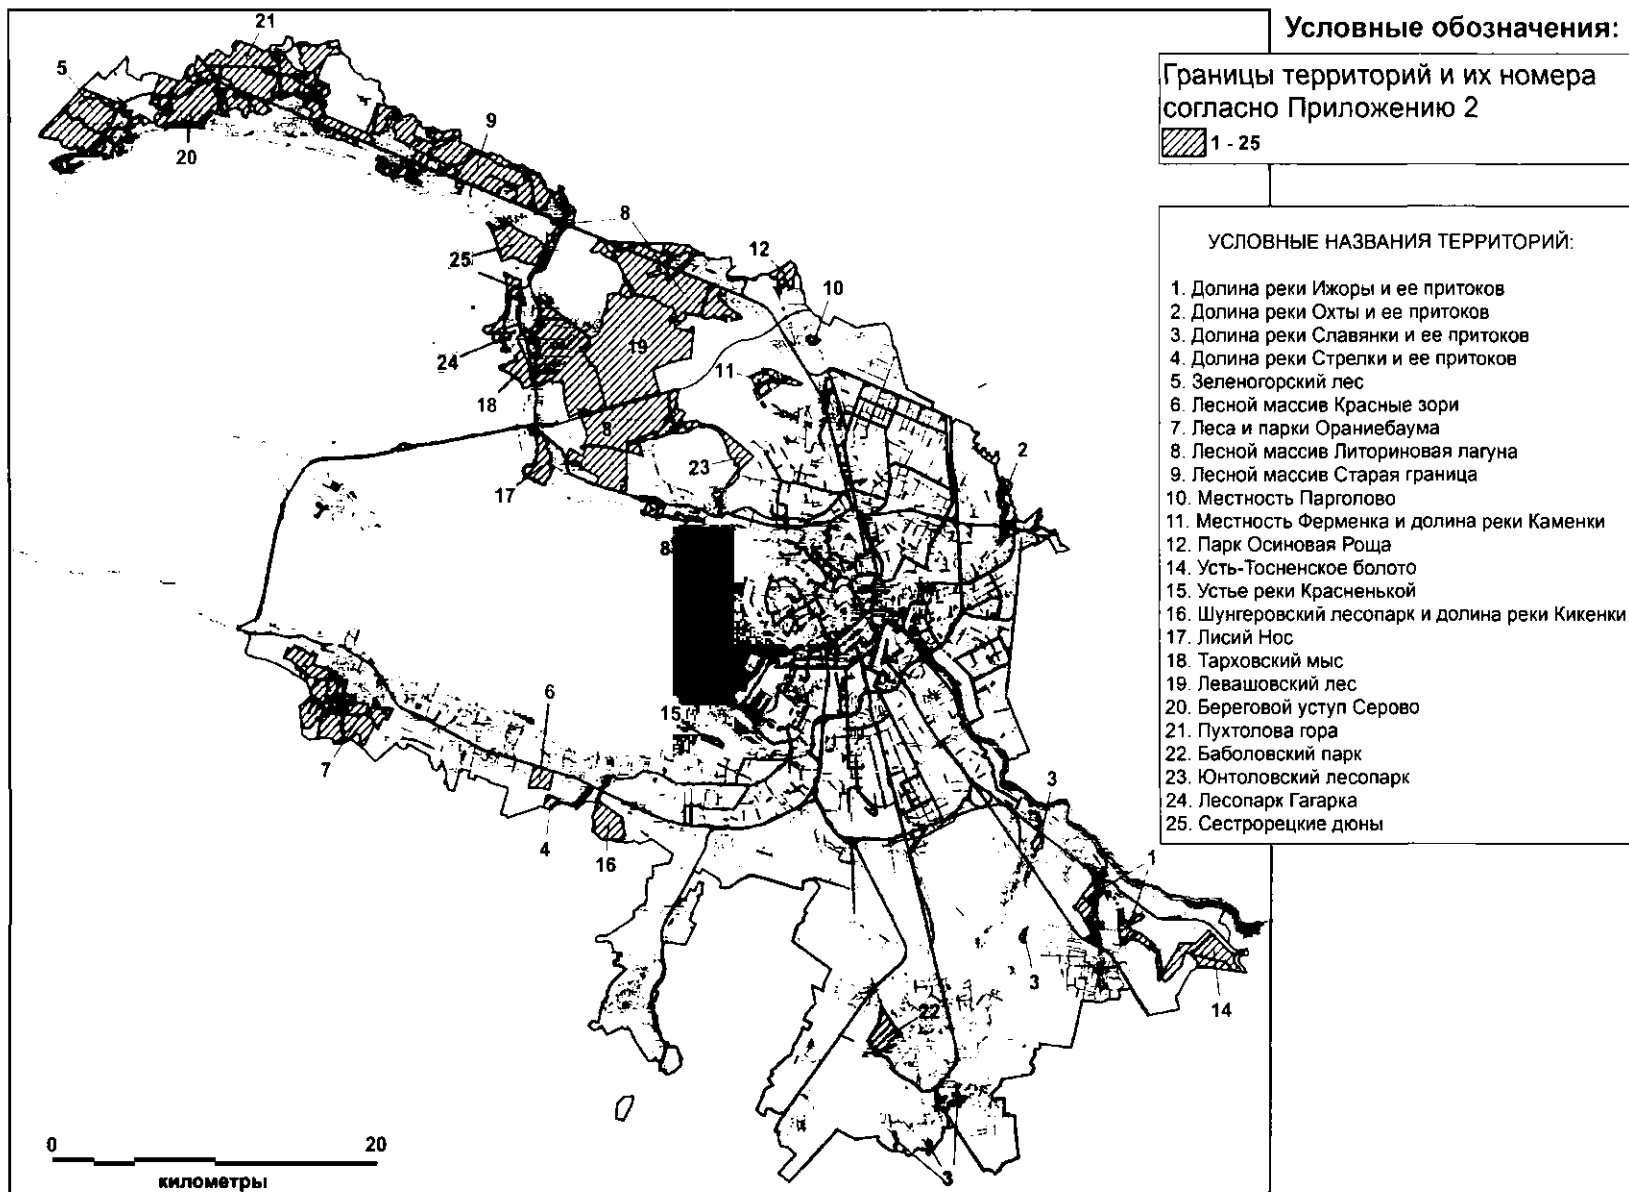 Условные обозначения:
Границы территорий и их номера
согласно Приложению 2
1 - 25
УСЛОВНЫЕ НАЗВАНИЯ ТЕРРИТОРИЙ:
1. Долина реки Ижоры и ее притоков
2. Долина реки Охты и ее притоков
3. Долина реки Славянки и ее притоков
4. Долина реки Стрелки и ее притоков
5. Зеленогорский лес
6. Лесной массив Красные зори
7. Леса и парки Ораниебаума
8. Лесной массив Литориновая лагуна
9. Лесной массив Старая граница
10. Местность Парголово
11. Местность Ферменка и долина реки Каменки
12. Парк Осиновая Роща
14. Усть-Тосненское болото
15. Устье реки Красненькой
16. Шунгеровский лесопарк и долина реки Кикенки
17. Лисий Нос
18. Тарховский мыс
19. Левашовский лес
20. Береговой уступ Серово
21. Пухтолова гора
22. Баболовский парк
23. Юнтоловский лесопарк
24. Лесопарк Гагарка
25. Сестрорецкие дюны
21
5
9
20
8
12
25
10
24
19
11
18
8
23
2
17
8
6
15
7
3
4
16
1
3
22
14
3
0
20
километры